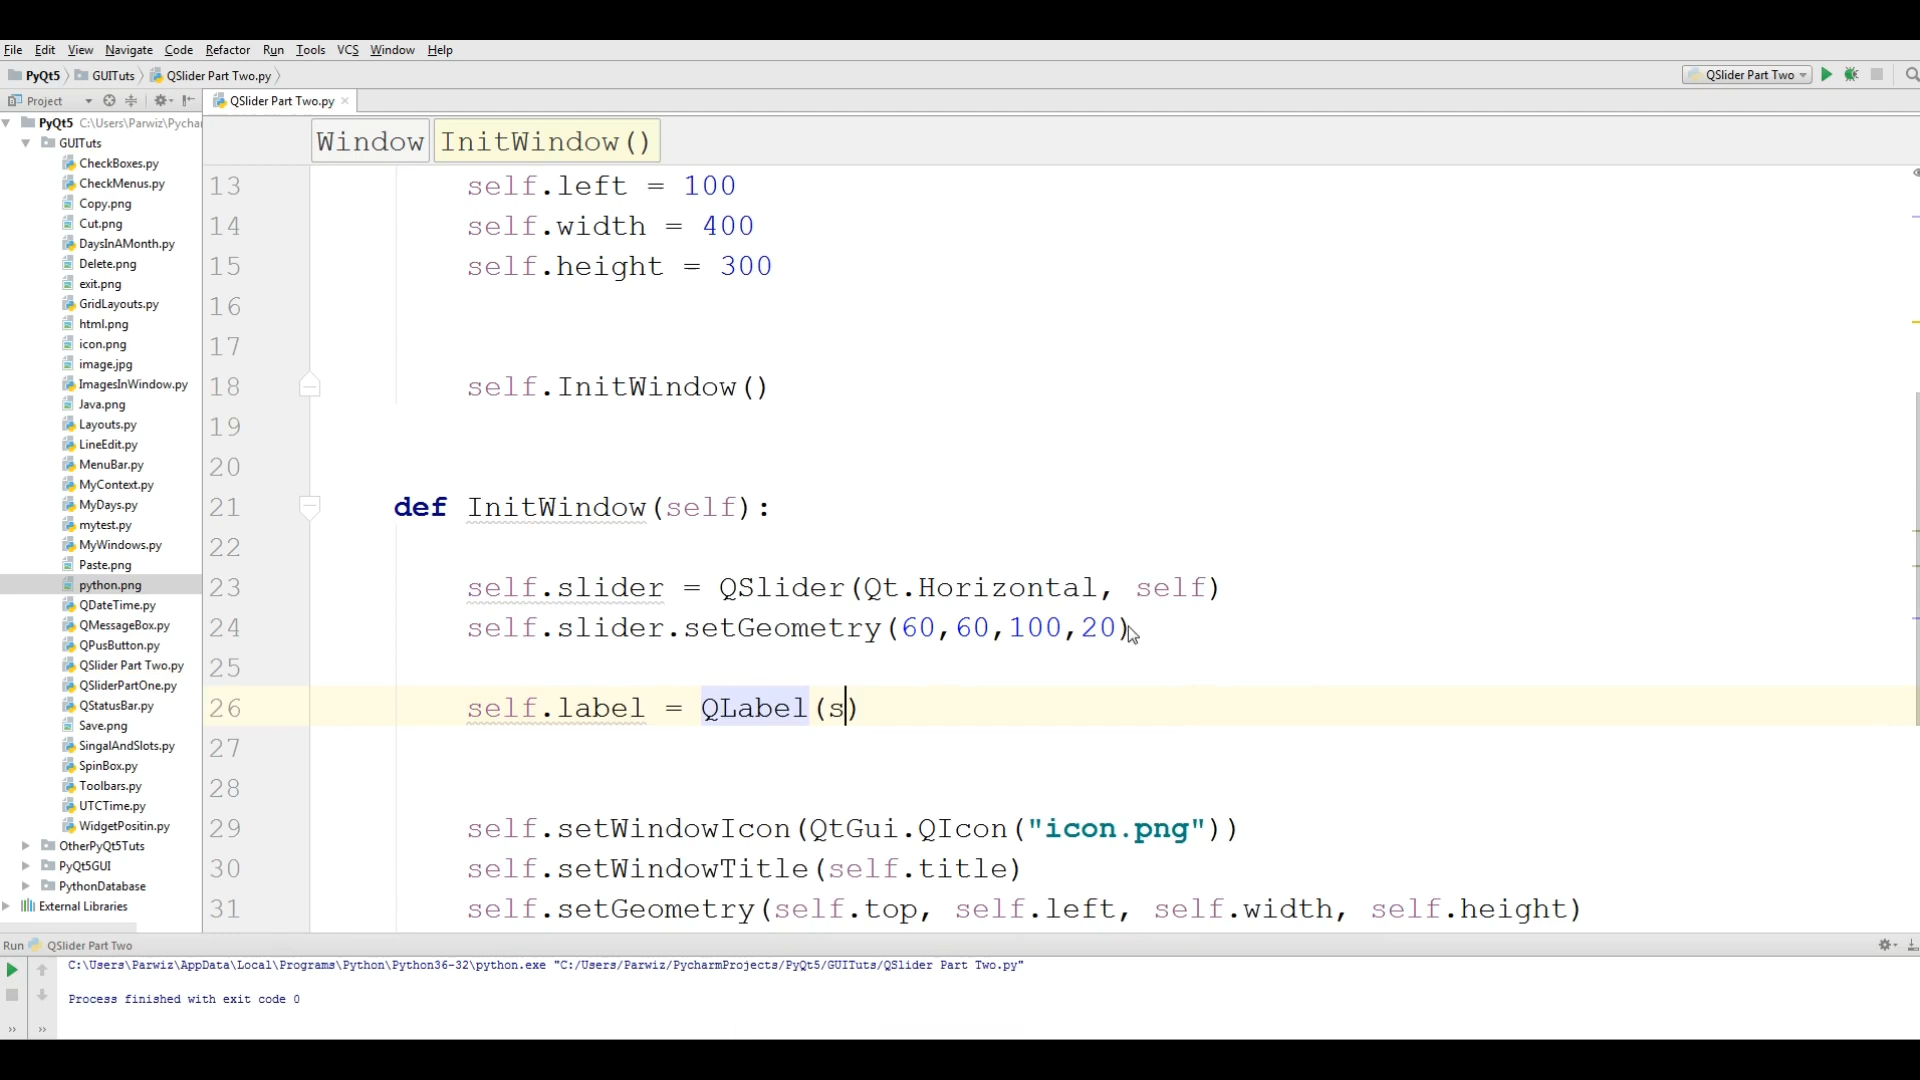 File Edit View Navigate Code Refactor Run Tools VCS Window Help
PyQt5 GUITuts QSlider Part Two.py QSlider Part Two
Project QSlider Part Two.py
PyQt5 C:\Users\Parwiz\Pychar
GUITuts
CheckBoxes.py
CheckMenus.py
Copy.png
Cut.png
DaysInAMonth.py
Delete.png
exit.png
GridLayouts.py
html.png
icon.png
image.jpg
ImagesInWindow.py
Java.png
Layouts.py
LineEdit.py
MenuBar.py
MyContext.py
MyDays.py
mytest.py
MyWindows.py
Paste.png
python.png
QDateTime.py
QMessageBox.py
QPusButton.py
QSlider Part Two.py
QSliderPartOne.py
QStatusBar.py
Save.png
SingalAndSlots.py
SpinBox.py
Toolbars.py
UTCTime.py
WidgetPositin.py
OtherPyQt5Tuts
PyQt5GUI
PythonDatabase
External Libraries
Window InitWindow()
13 self.left = 100
14 self.width = 400
15 self.height = 300
16
17
18 self.InitWindow()
19
20
21 def InitWindow(self):
22
23 self.slider = QSlider(Qt.Horizontal, self)
24 self.slider.setGeometry(60,60,100,20)
25
26 self.label = QLabel(s)
27
28
29 self.setWindowIcon(QtGui.QIcon("icon.png"))
30 self.setWindowTitle(self.title)
31 self.setGeometry(self.top, self.left, self.width, self.height)
Run QSlider Part Two
C:\Users\Parwiz\AppData\Local\Programs\Python\Python36-32\python.exe "C:/Users/Parwiz/PycharmProjects/PyQt5/GUITuts/QSlider Part Two.py"
Process finished with exit code 0